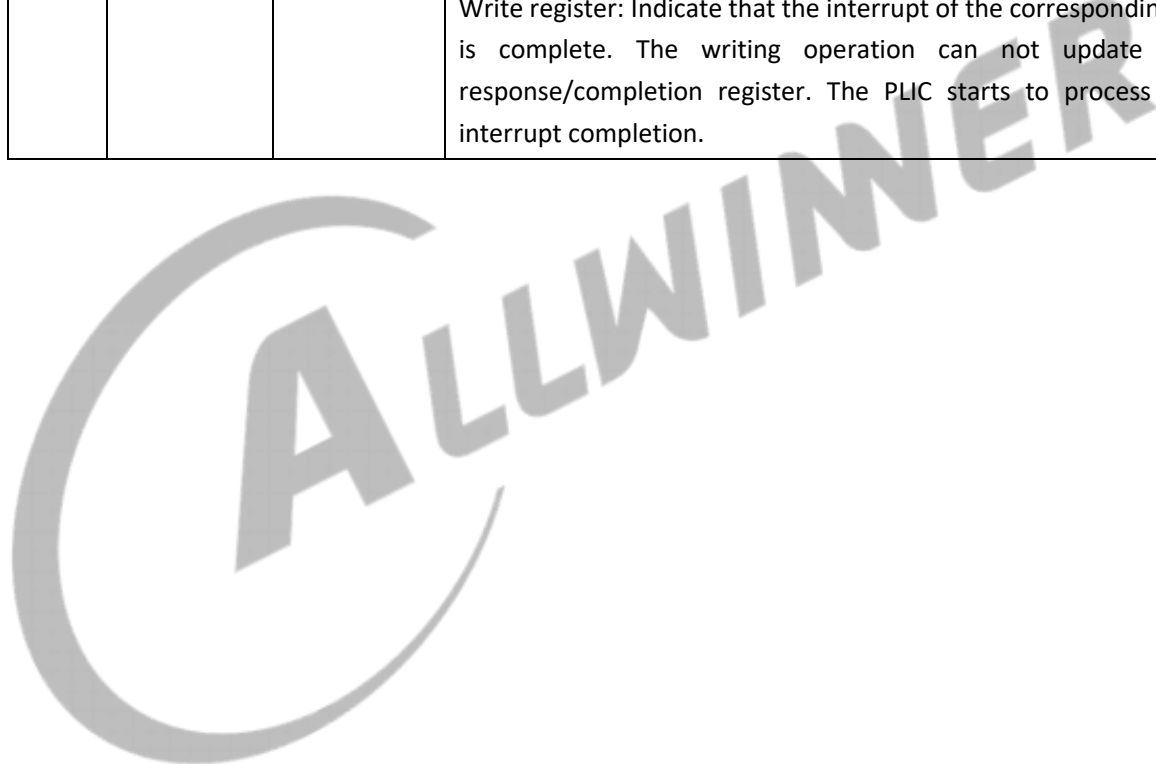 Write register: Indicate that the interrupt of the
is complete. The writing operation can not update
response/completion register. The PLIC starts to process
interrupt completion.
ALLWINNER